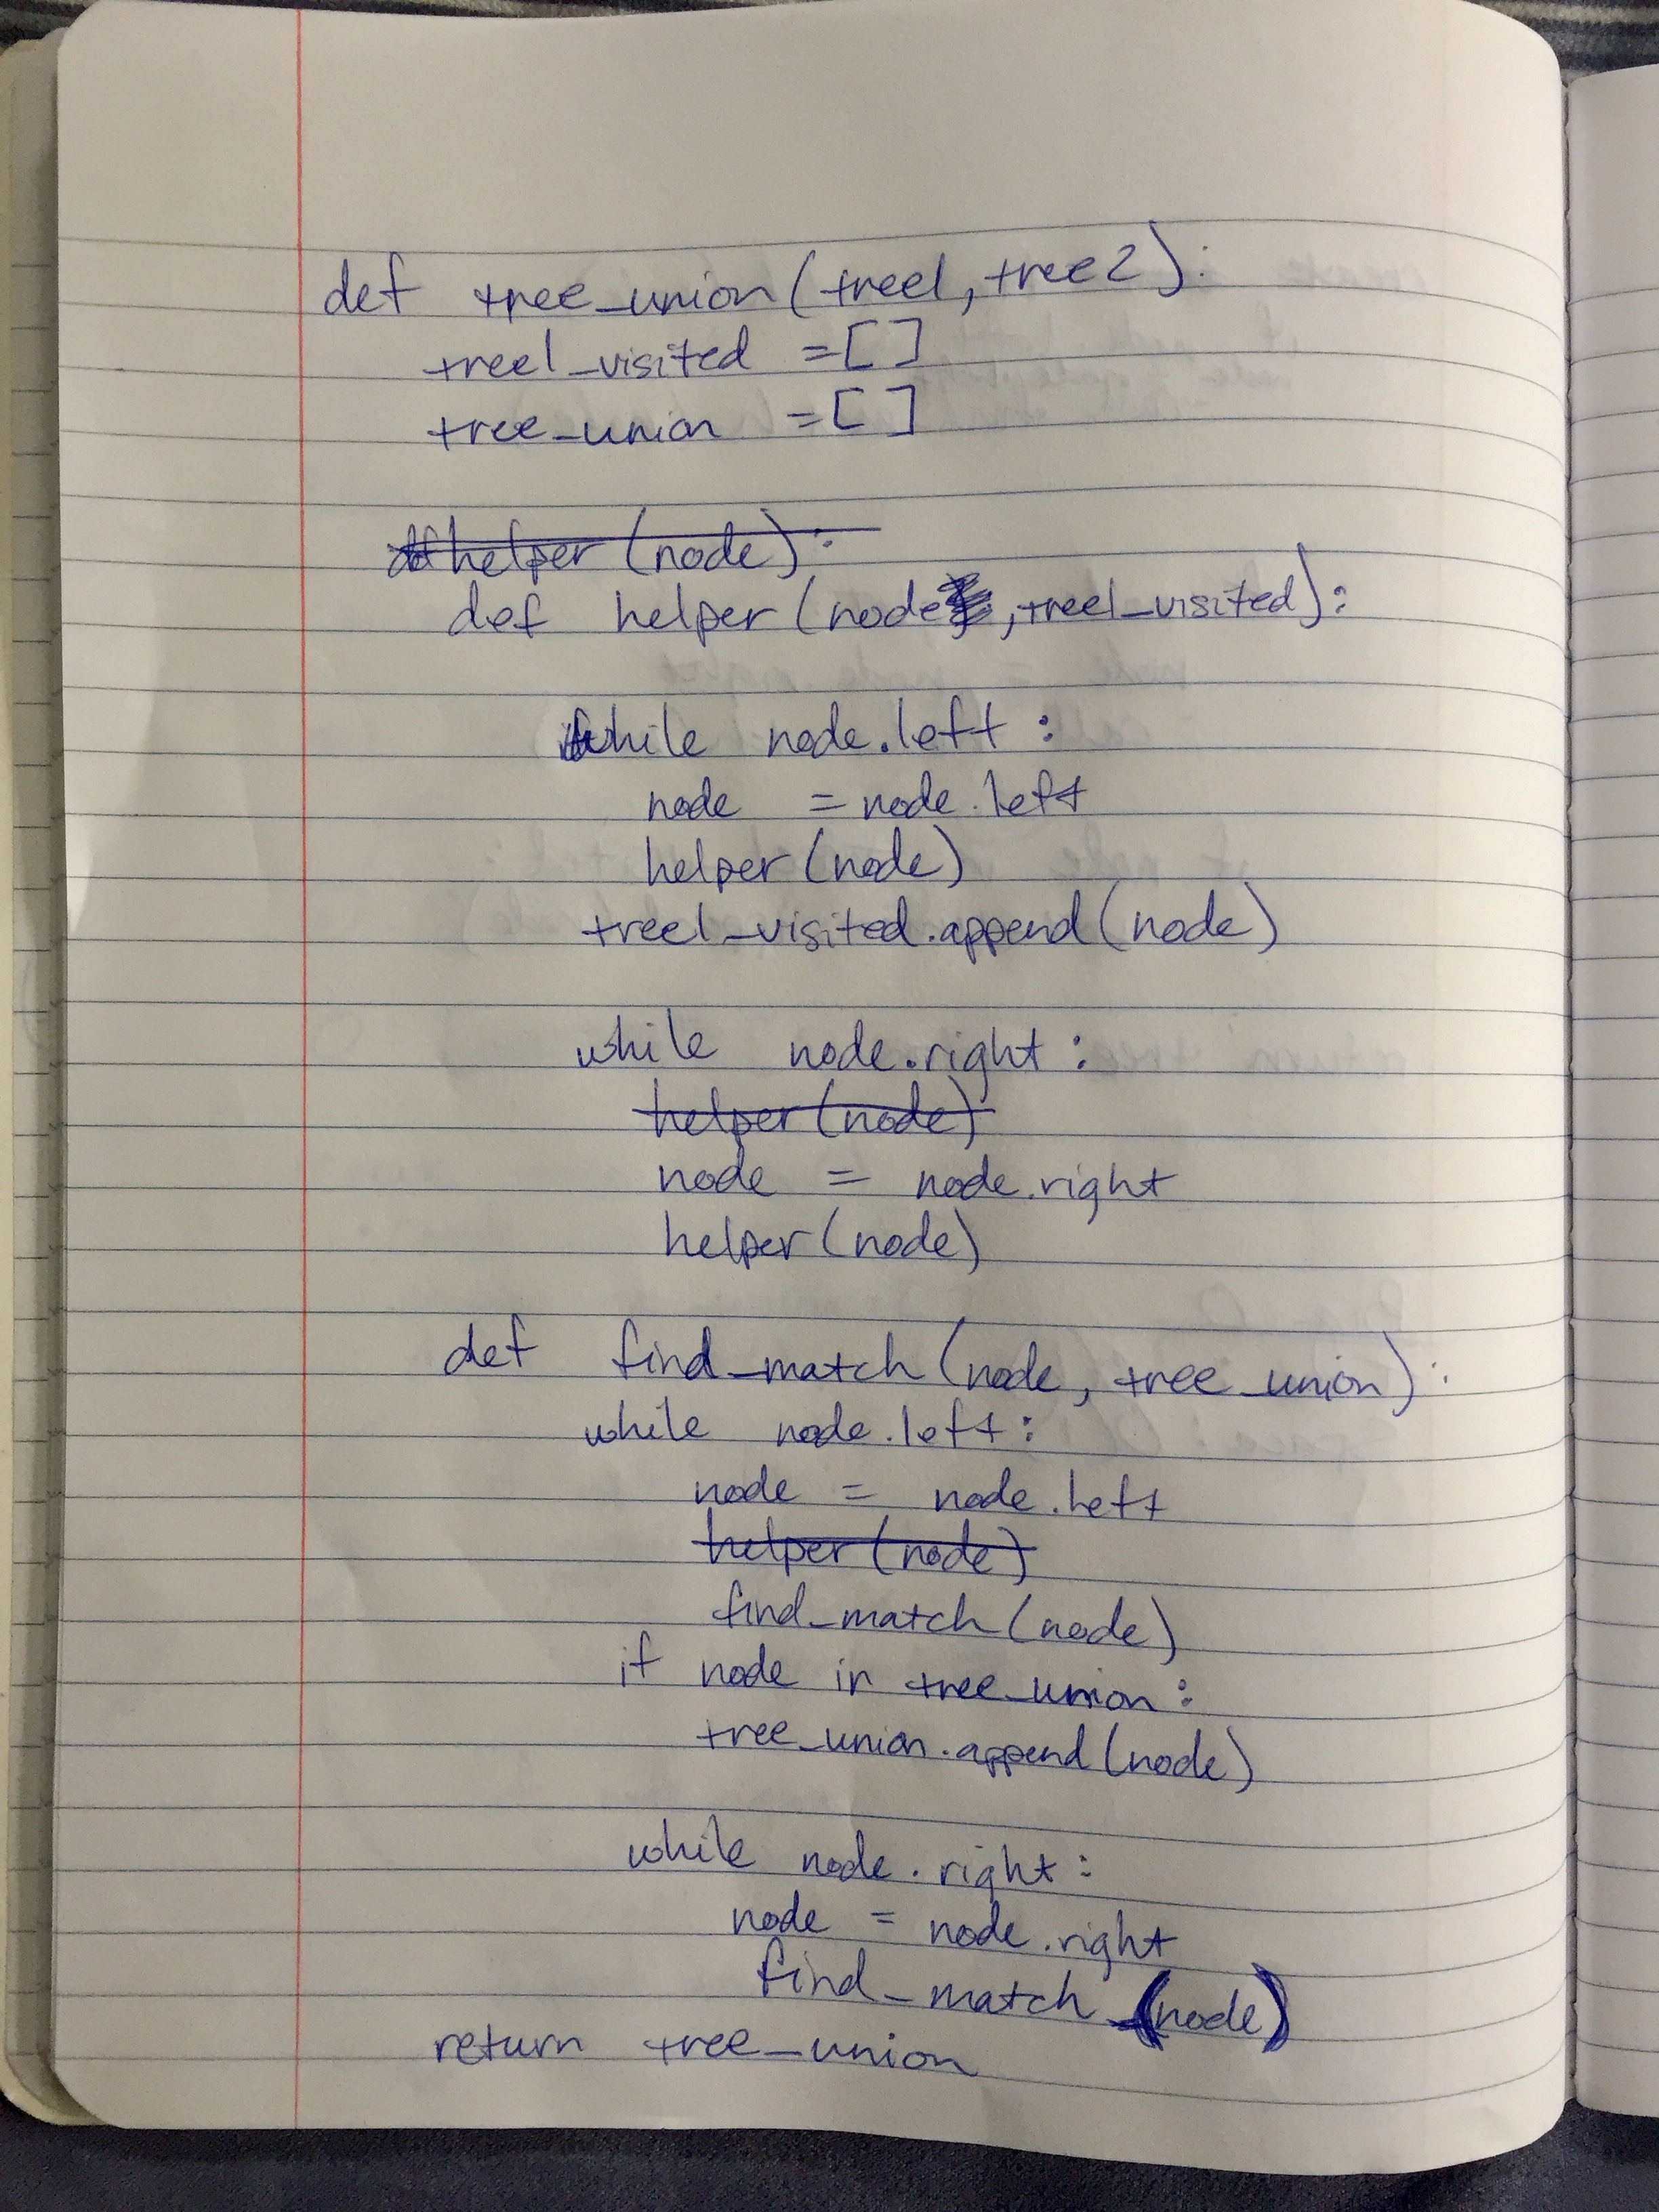 def tree_union(tree1, tree2):
tree1_visited = []
tree_union = []
def helper(node):
def helper(node, tree1_visited):
while node.left:
node = node.left
helper(node)
tree1_visited.append(node)
while node.right:
helper(node)
node = node.right
helper(node)
def find_match(node, tree_union):
while node.left:
node = node.left
helper(node)
find_match(node)
if node in tree_union:
tree_union.append(node)
while node.right:
node = node.right
find_match(node)
return tree_union